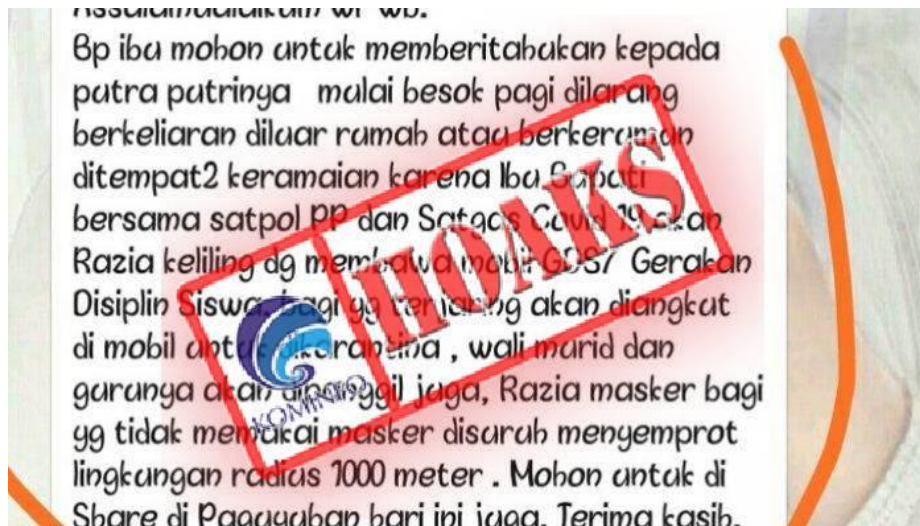 Assalamualaikum wr wb.
Bp ibu mohon untuk memberitahukan kepada
putra putrinya mulai besok pagi dilarang
berkeliaran diluar rumah atau berkeruman
ditempat2 keramaian karena Ibu Bupati
bersama satpol PP dan Satgas Covid 19 akan
Razia keliling dg membawa mobil GDS/ Gerakan
Disiplin Siswa. bagi yg terjaring akan diangkut
di mobil untuk dikarantina , wali murid dan
gurunya akan dipanggil juga, Razia masker bagi
yg tidak memakai masker disuruh menyemprot
lingkungan radius 1000 meter . Mohon untuk di
Share di Paguyuban hari ini juga. Terima kasih.
HOAKS
KOMINFO